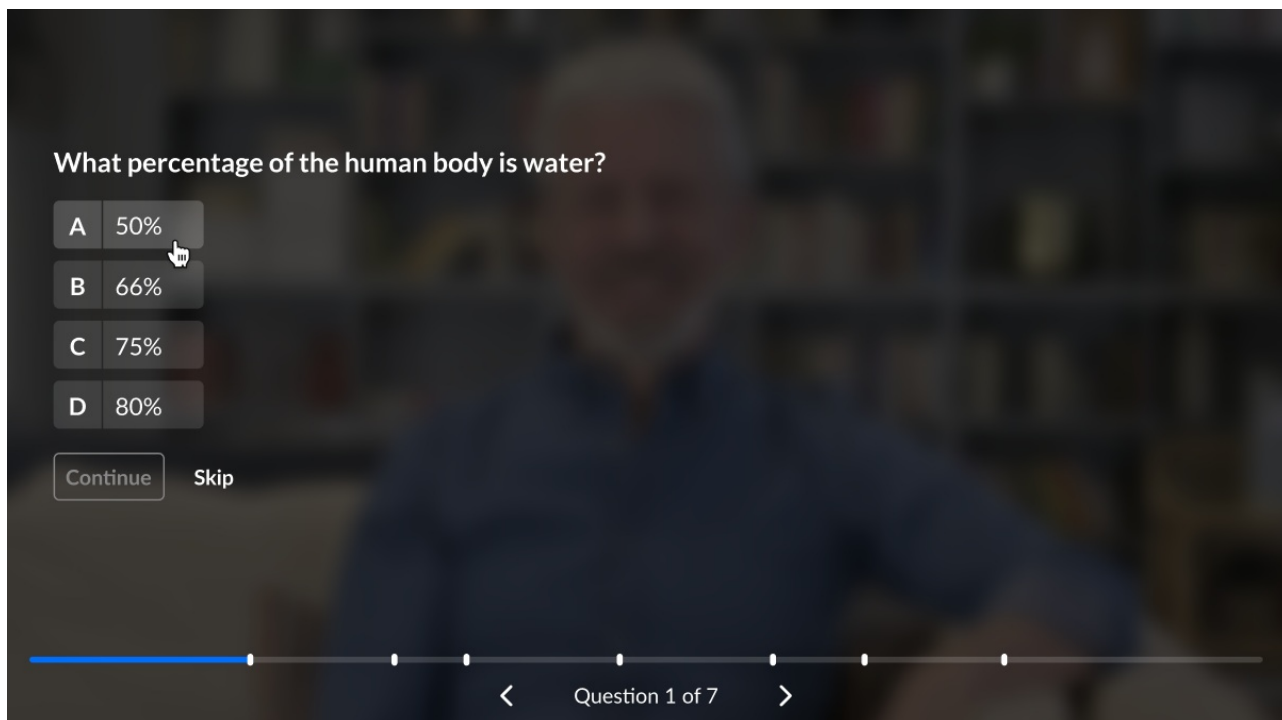 What percentage of the human body is water?
A 50%
B 66%
C 75%
D 80%
Continue Skip
Question 1 of 7